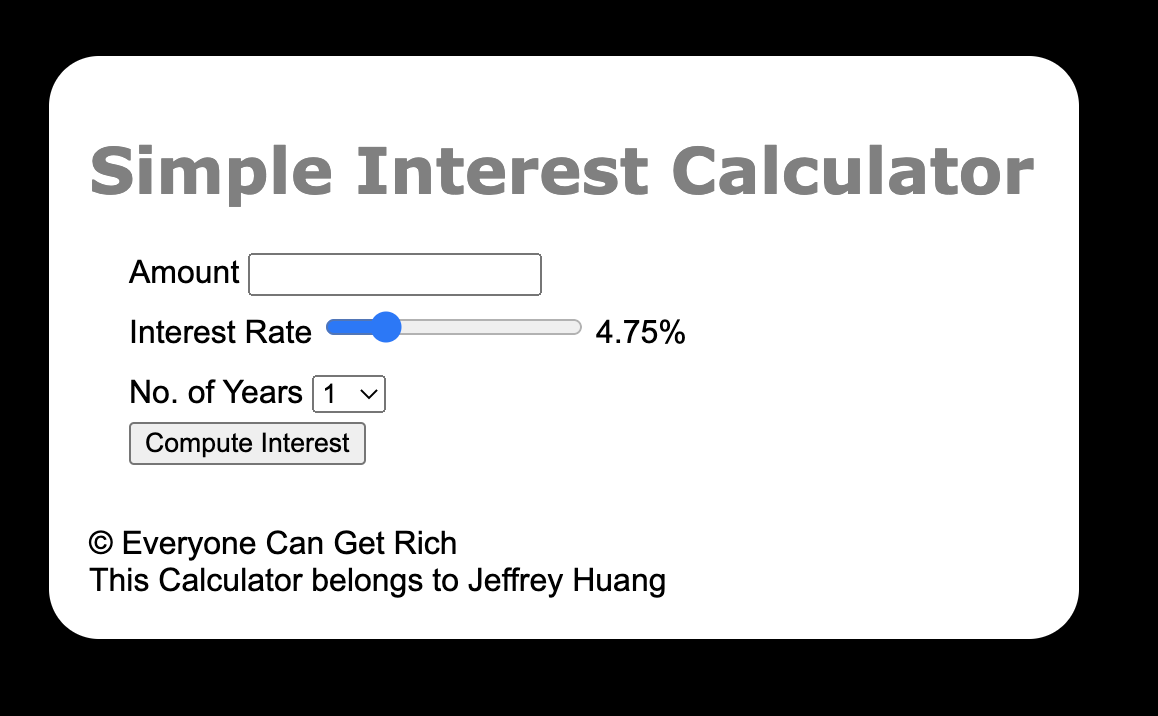 Simple Interest Calculator
Amount
Interest Rate 4.75%
No. of Years 1
Compute Interest
© Everyone Can Get Rich
This Calculator belongs to Jeffrey Huang